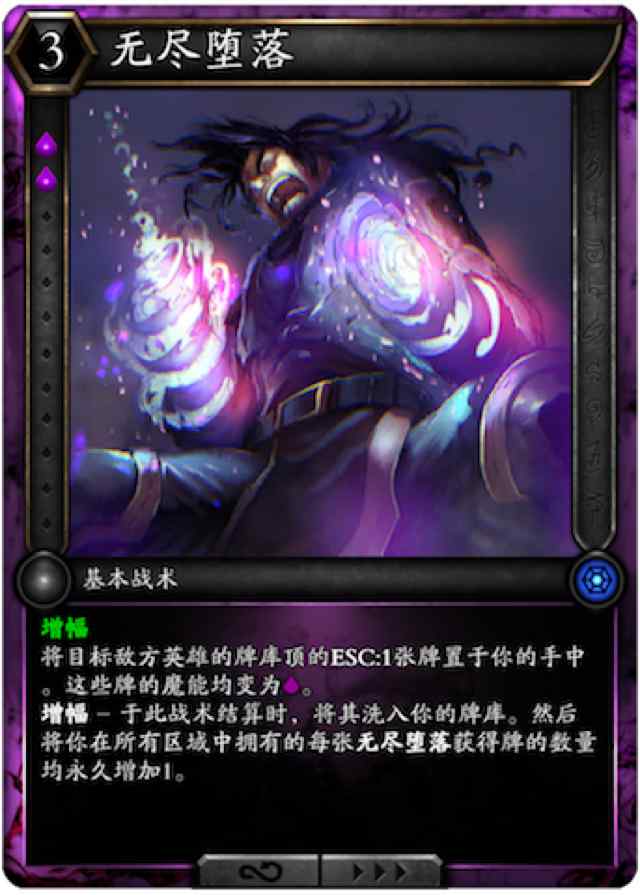 3
无尽堕落
基本战术
增幅
将目标敌方英雄的牌库顶的ESC:1张牌置于你的手中
。这些牌的魔能均变为。
增幅 - 于此战术结算时，将其洗入你的牌库。然后
将你在所有区域中拥有的每张无尽堕落获得牌的数量
均永久增加1。